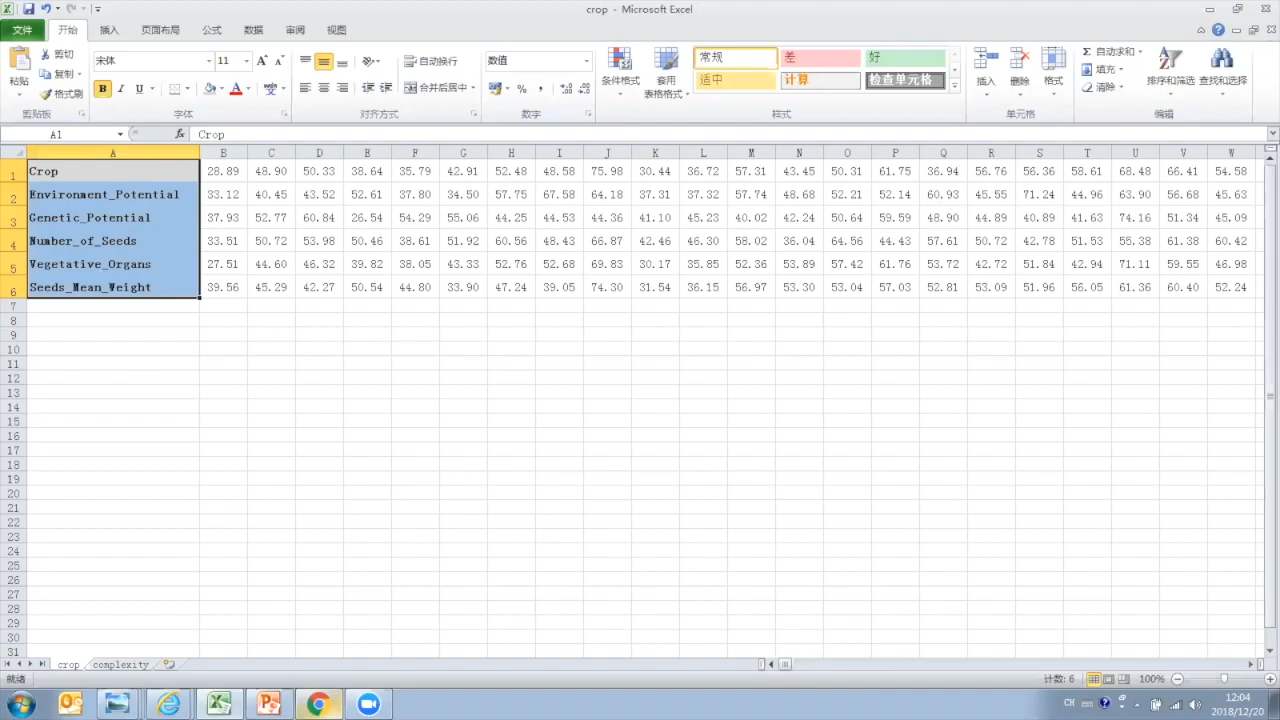 crop - Microsoft Excel
文件 开始 插入 页面布局 公式 数据 审阅 视图
粘贴 剪切 复制 格式刷 剪贴板
宋体 11 B I U A A A 字体
自动换行 合并后居中 对齐方式
数值 % , 数字
条件格式 套用 表格格式 常规 差 好 适中 计算 检查单元格 样式
插入 删除 格式 单元格
Σ 自动求和 填充 清除 排序和筛选 查找和选择 编辑
A1 fx Crop
A B C D E F G H I J K L M N O P Q R S T U V W
1 Crop 28.89 48.90 50.33 38.64 35.79 42.91 52.48 48.58 75.98 30.44 36.72 57.31 43.45 50.31 61.75 36.94 56.76 56.36 58.61 68.48 66.41 54.58
2 Environment_Potential 33.12 40.45 43.52 52.61 37.80 34.50 57.75 67.58 64.18 37.31 37.32 57.74 48.68 52.21 52.14 60.93 45.55 71.24 44.96 63.90 56.68 45.63
3 Genetic_Potential 37.93 52.77 60.84 26.54 54.29 55.06 44.25 44.53 44.36 41.10 45.23 40.02 42.24 50.64 59.59 48.90 44.89 40.89 41.63 74.16 51.34 45.09
4 Number_of_Seeds 33.51 50.72 53.98 50.46 38.61 51.92 60.56 48.43 66.87 42.46 46.30 58.02 36.04 64.56 44.43 57.61 50.72 42.78 51.53 55.38 61.38 60.42
5 Vegetative_Organs 27.51 44.60 46.32 39.82 38.05 43.33 52.76 52.68 69.83 30.17 35.85 52.36 53.89 57.42 61.76 53.72 42.72 51.84 42.94 71.11 59.55 46.98
6 Seeds_Mean_Weight 39.56 45.29 42.27 50.54 44.80 33.90 47.24 39.05 74.30 31.54 36.15 56.97 53.30 53.04 57.03 52.81 53.09 51.96 56.05 61.36 60.40 52.24
7
8
9
10
11
12
13
14
15
16
17
18
19
20
21
22
23
24
25
26
27
28
29
30
31
crop complexity
就绪 计数: 6 100%
CH 12:04
2018/12/20